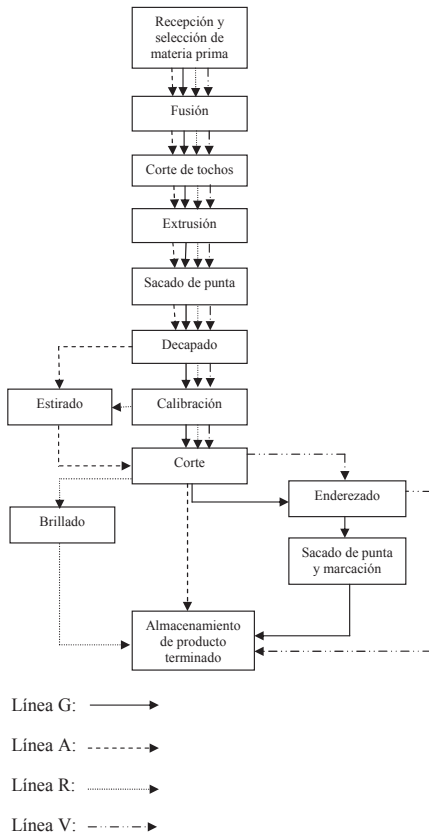 Recepción y
selección de
materia prima
Fusión
Corte de tochos
Extrusión
Sacado de punta
Decapado
Estirado
Calibración
Corte
Enderezado
Brillado
Sacado de punta
y marcación
Almacenamiento
de producto
terminado
Línea G:
Línea A:
Línea R:
Línea V: